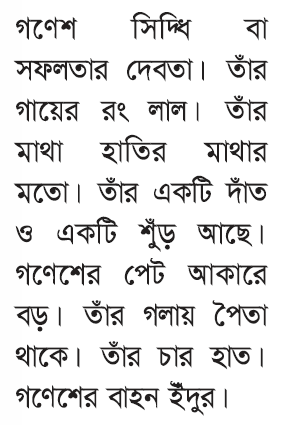 গণেশ সিদ্ধি বা
সফলতার দেবতা। তাঁর
গায়ের রং লাল। তাঁর
মাথা হাতির মাথার
মতো। তাঁর একটি দাঁত
ও একটি শুঁড় আছে।
গণেশের পেট আকারে
বড়। তাঁর গলায় পৈতা
থাকে। তাঁর চার হাত।
গণেশের বাহন ইঁদুর।